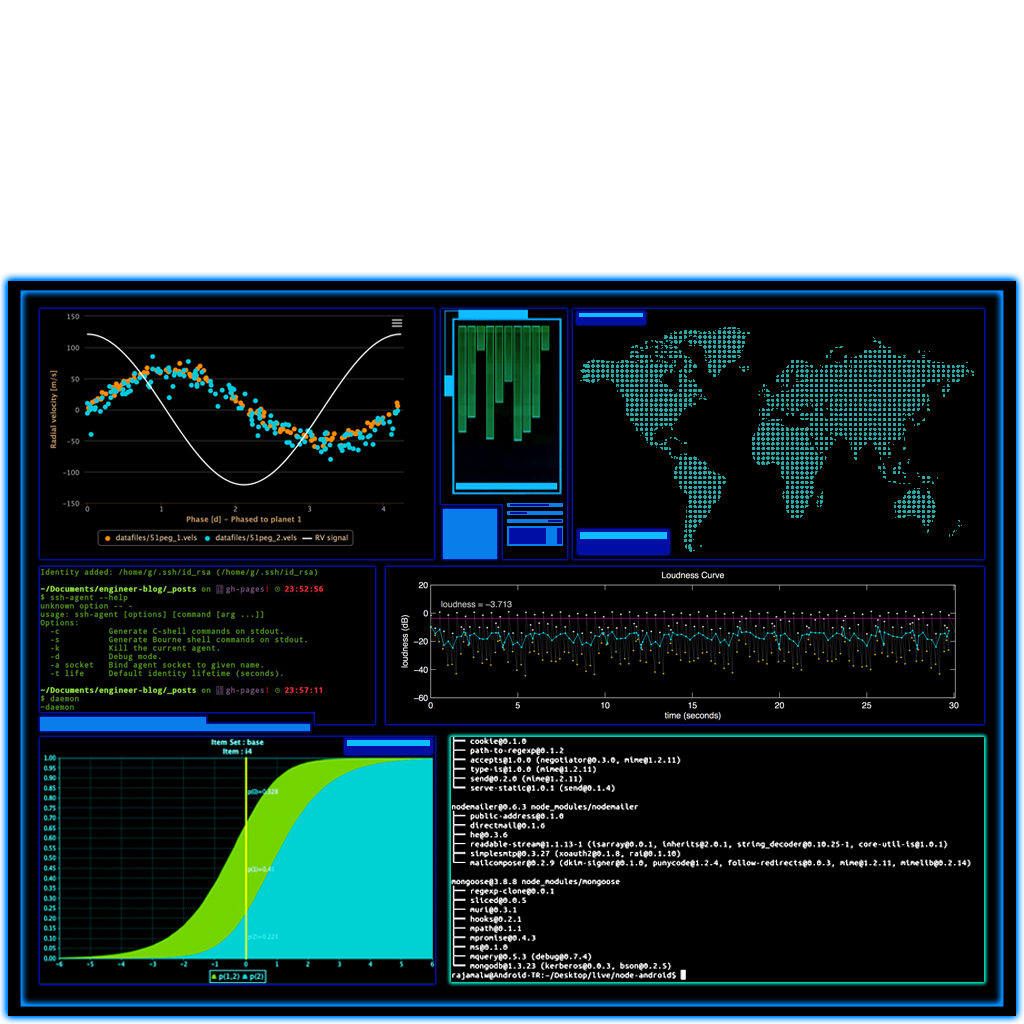 150
100
50
0
-50
-100
-150
Radial velocity [m/s]
0 1 2 3 4
Phase [d] – Phased to planet 1
datafiles/51peg_1.vels datafiles/51peg_2.vels RV signal
Identity added: /home/g/.ssh/id_rsa (/home/g/.ssh/id_rsa)
~/Documents/engineer-blog/_posts on gh-pages! 23:52:56
$ ssh-agent --help
unknown option -- -
usage: ssh-agent [options] [command [arg ...]]
Options:
-c Generate C-shell commands on stdout.
-s Generate Bourne shell commands on stdout.
-k Kill the current agent.
-d Debug mode.
-a socket Bind agent socket to given name.
-t life Default identity lifetime (seconds).
~/Documents/engineer-blog/_posts on gh-pages! 23:57:11
$ daemon
-daemon
Loudness Curve
20
0
-20
-40
-60
loudness (dB)
loudness = -3.713
0 5 10 15 20 25 30
time (seconds)
Item Set : base
Item : i4
1.00
0.95
0.90
0.85
0.80
0.75
0.70
0.65
0.60
0.55
0.50
0.45
0.40
0.35
0.30
0.25
0.20
0.15
0.10
0.05
0.00
p(0)=0.328
p(2)=0.223
-6 -5 -4 -3 -2 -1 0 1 2 3 4 5 6
p(1,2) p(2)
cookie@0.1.0
path-to-regexp@0.1.2
accepts@1.0.0 (negotiator@0.3.0, mime@1.2.11)
type-is@1.0.0 (mime@1.2.11)
send@0.2.0 (mime@1.2.11)
serve-static@1.0.1 (send@0.1.4)
nodemailer@0.6.3 node_modules/nodemailer
public-address@0.1.0
directmail@0.1.6
he@0.3.6
readable-stream@1.1.13-1 (isarray@0.0.1, inherits@2.0.1, string_decoder@0.10.25-1, core-util-is@1.0.1)
simplesmtp@0.3.27 (xoauth2@0.1.8, rai@0.1.10)
mailcomposer@0.2.9 (dkim-signer@0.1.0, punycode@1.2.4, follow-redirects@0.0.3, mime@1.2.11, mimelib@0.2.14)
mongoose@3.8.8 node_modules/mongoose
regexp-clone@0.0.1
sliced@0.0.5
muri@0.3.1
hooks@0.2.1
mpath@0.1.1
mpromise@0.4.3
ms@0.1.0
mquery@0.5.3 (debug@0.7.4)
mongodb@1.3.23 (kerberos@0.0.3, bson@0.2.5)
rajamalw@Android-TR:~/Desktop/live/node-android$